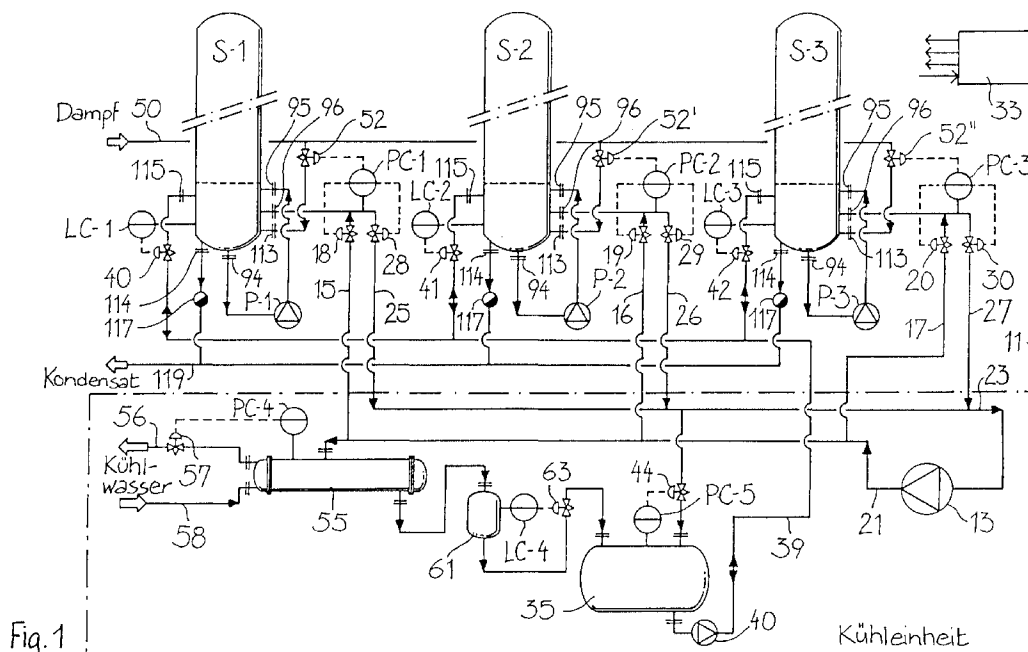 S-1 S-2 S-3
33
Dampf 50
95 96 52 95 96 52' 95 96 52"
115 PC-1 115 PC-2 115 PC-3
LC-1 LC-2 LC-3
18 28 19 29 20 30
40 113 41 113 42 113
114 94 114 94 114 94
117 P-1 117 P-2 117 P-3
15 25 16 26 17 27
11
Kondensat 119
23
56 PC-4
57
Kühl-
wasser
58 55
63 44 PC-5
61 LC-4
21 13
39
35
40
Fig. 1
Kühleinheit